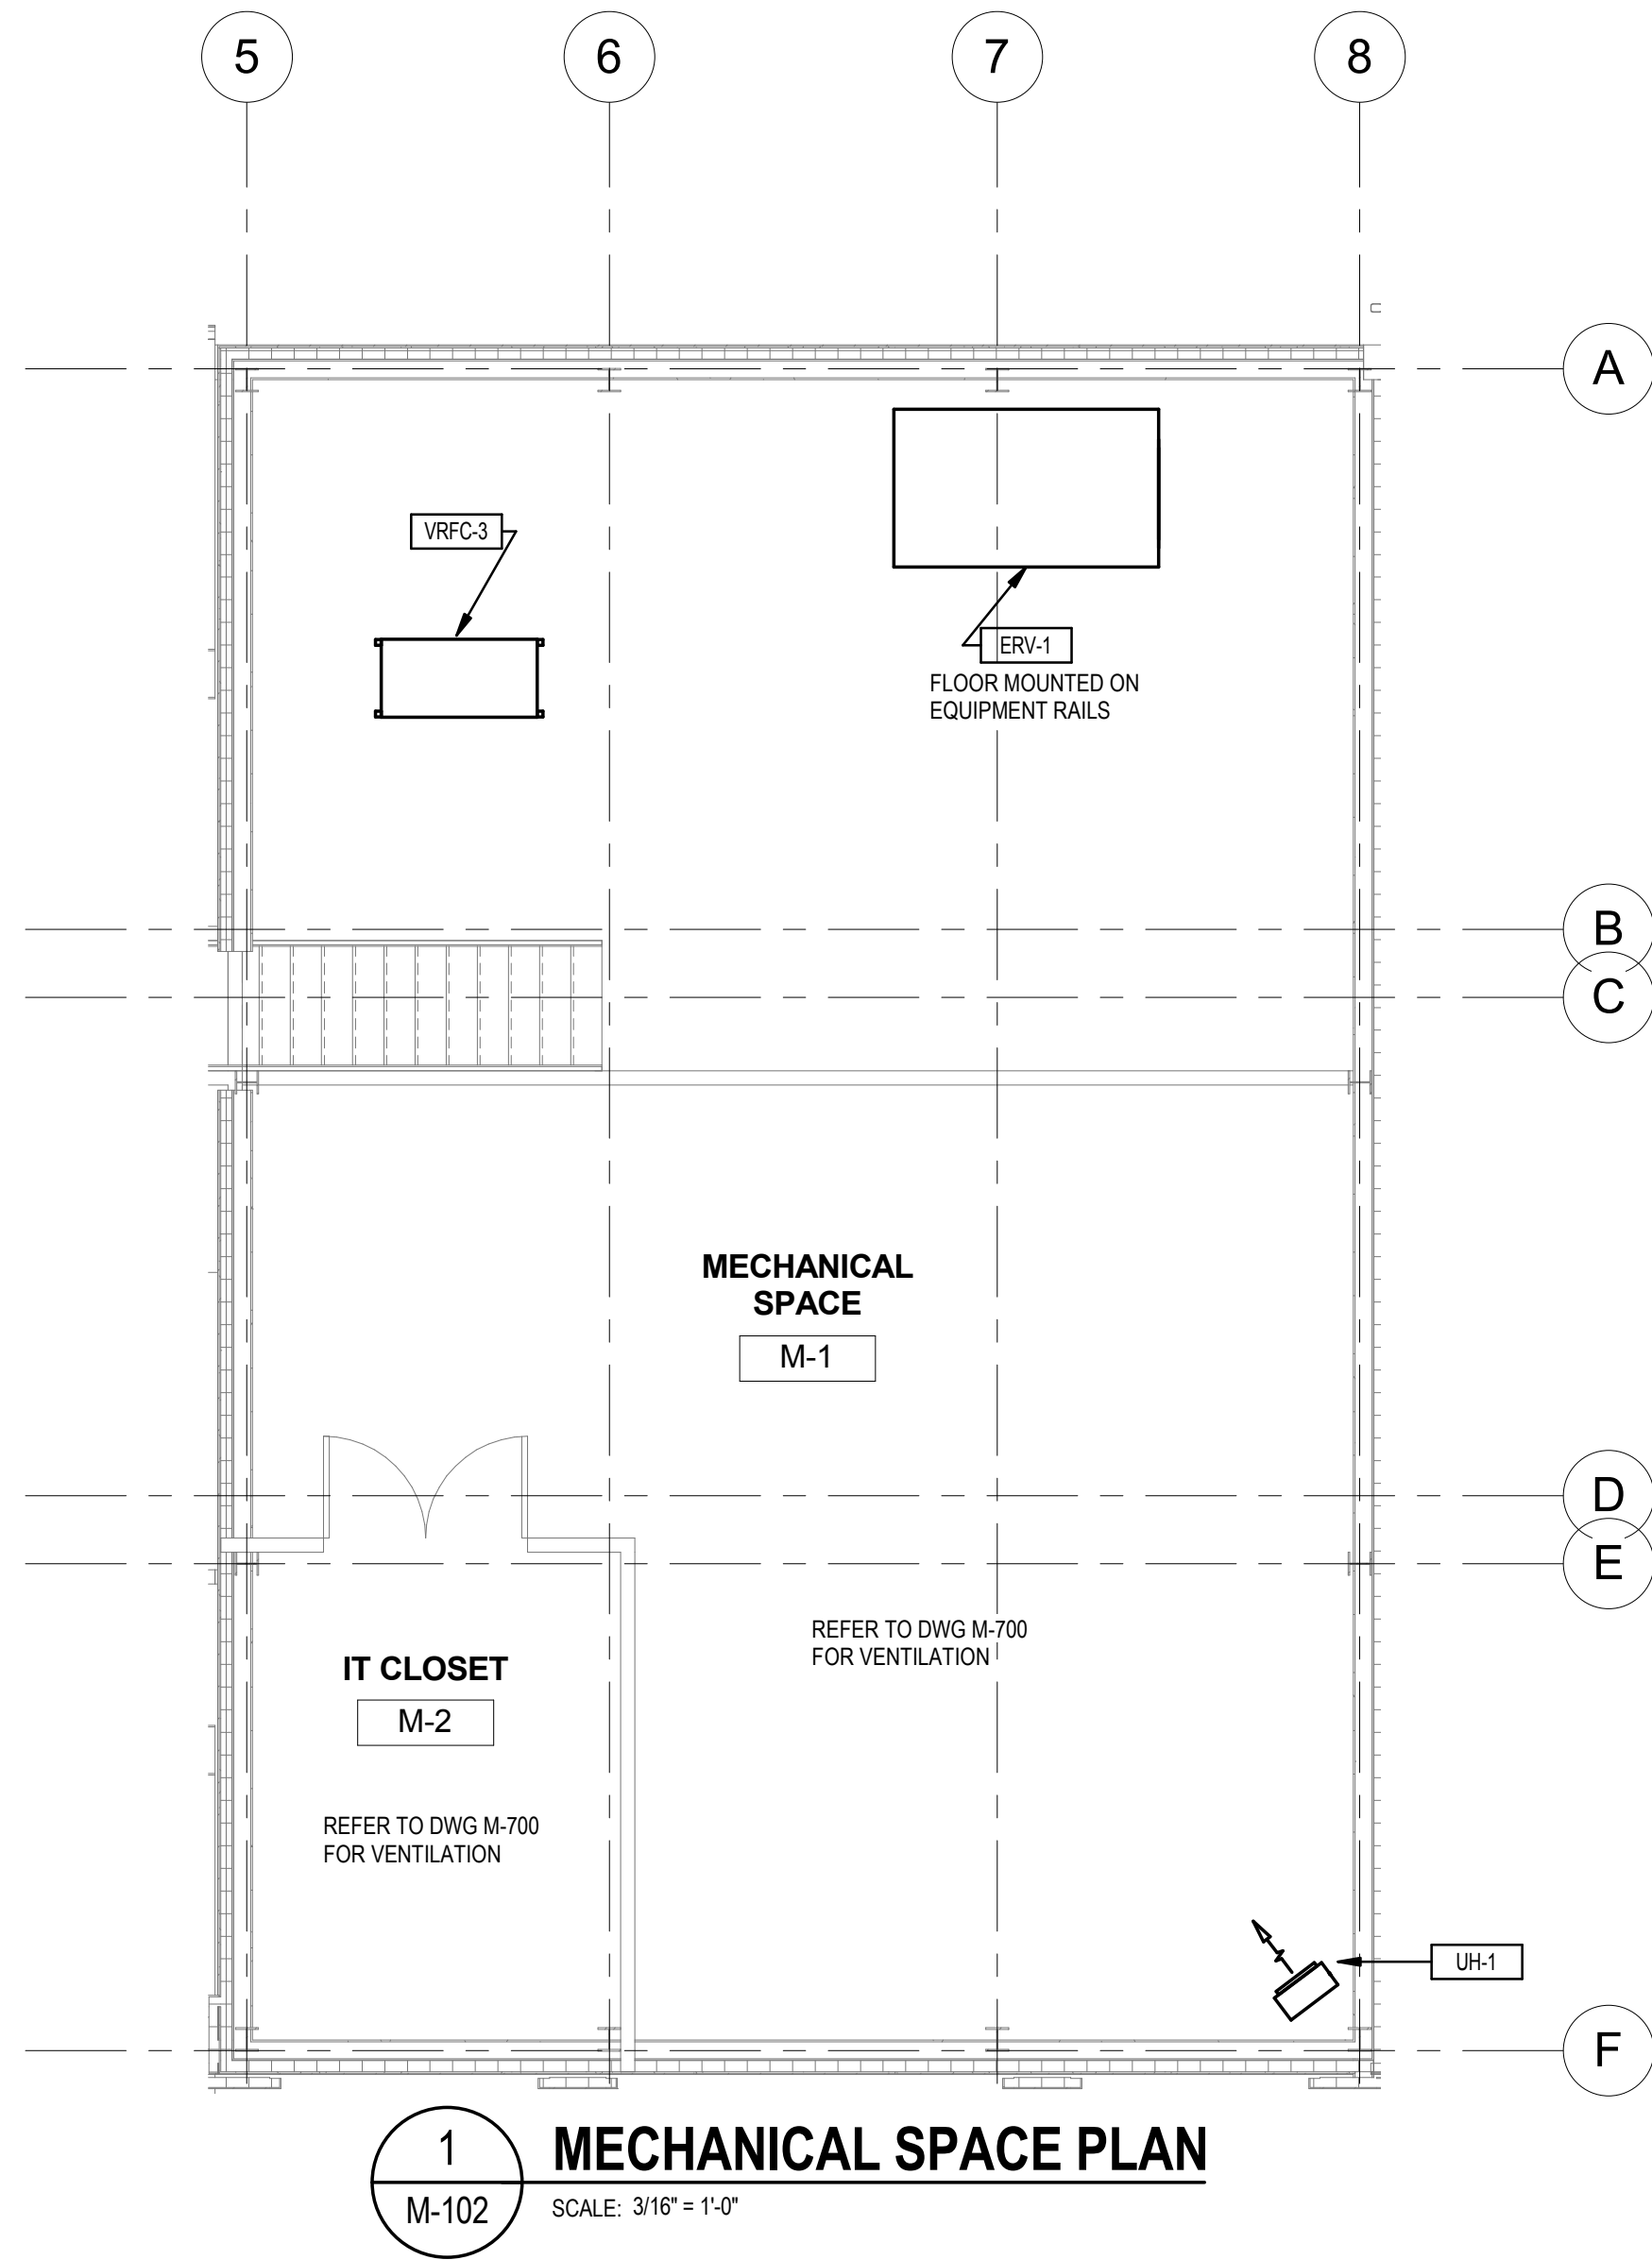 5
6
7
8
A
VRFC-3
ERV-1
FLOOR MOUNTED ON
EQUIPMENT RAILS
B
C
MECHANICAL
SPACE
M-1
D
E
REFER TO DWG M-700
FOR VENTILATION
IT CLOSET
M-2
REFER TO DWG M-700
FOR VENTILATION
UH-1
F
1
M-102
MECHANICAL SPACE PLAN
SCALE: 3/16" = 1'-0"